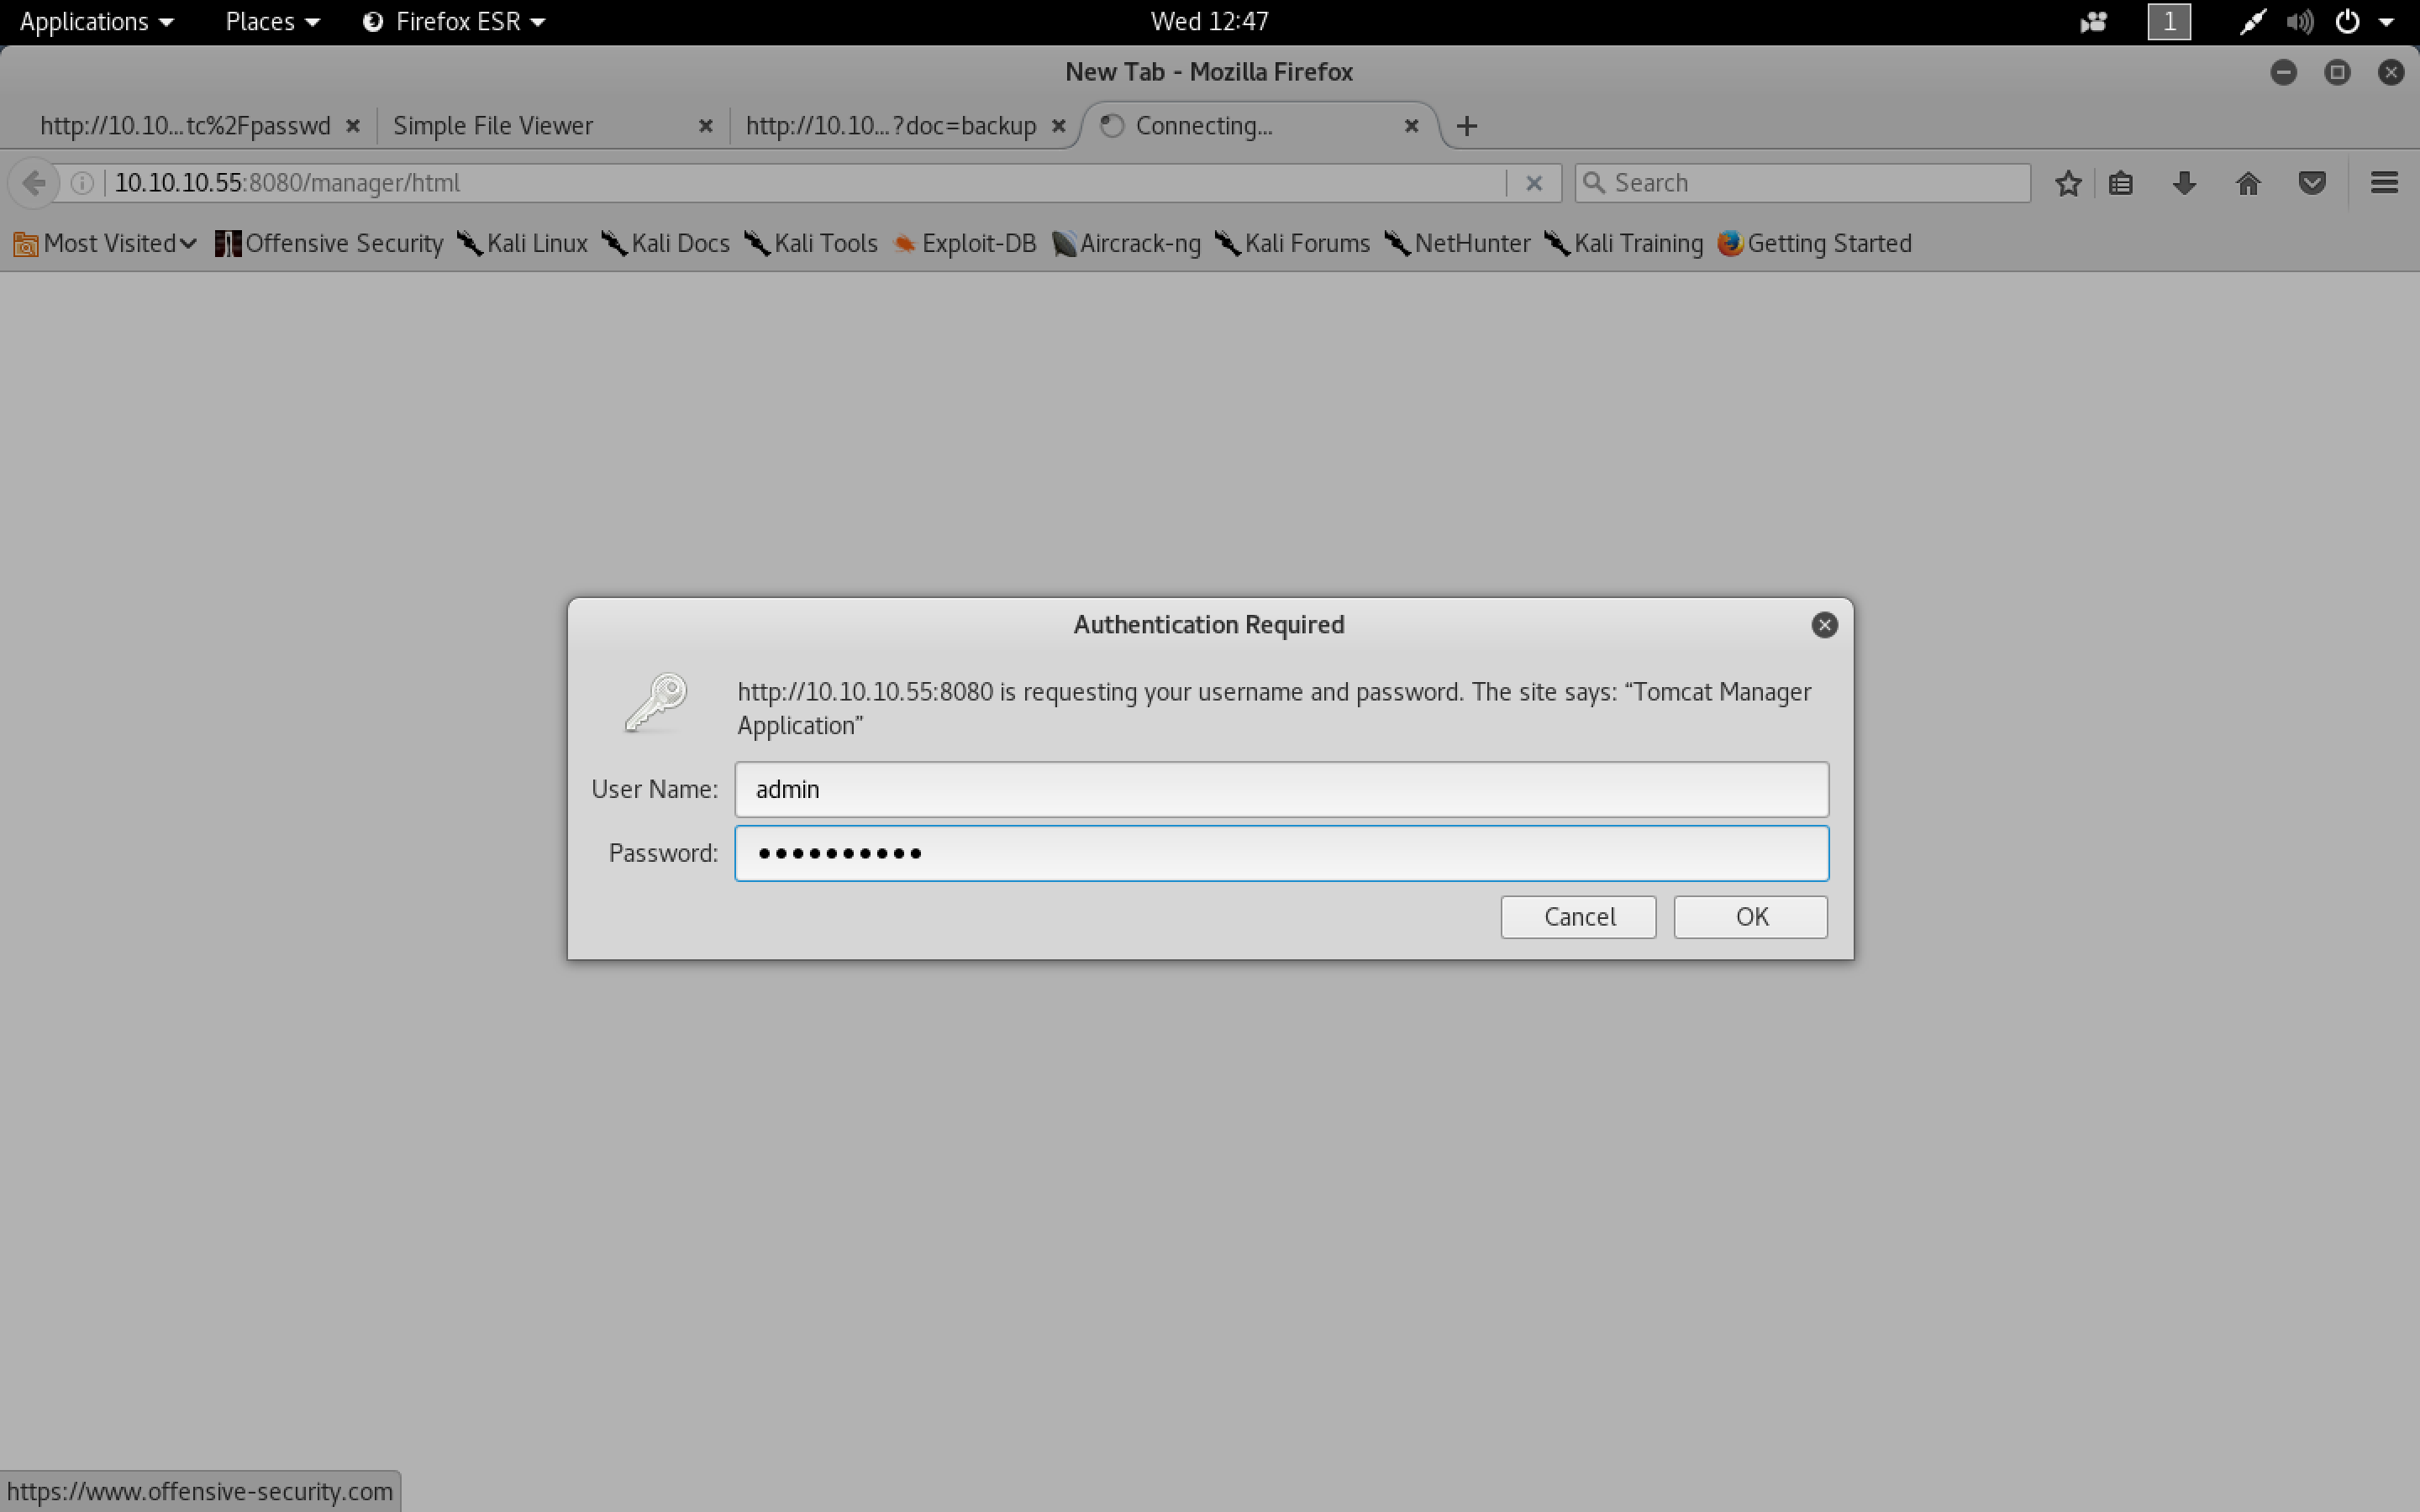 Applications Places Firefox ESR Wed 12:47 1
New Tab - Mozilla Firefox
http://10.10...tc%2Fpasswd Simple File Viewer http://10.10...?doc=backup Connecting...
10.10.10.55:8080/manager/html Search
Most Visited Offensive Security Kali Linux Kali Docs Kali Tools Exploit-DB Aircrack-ng Kali Forums NetHunter Kali Training Getting Started
Authentication Required
http://10.10.10.55:8080 is requesting your username and password. The site says: “Tomcat Manager
Application”
User Name: admin
Password: ••••••••••
Cancel OK
https://www.offensive-security.com